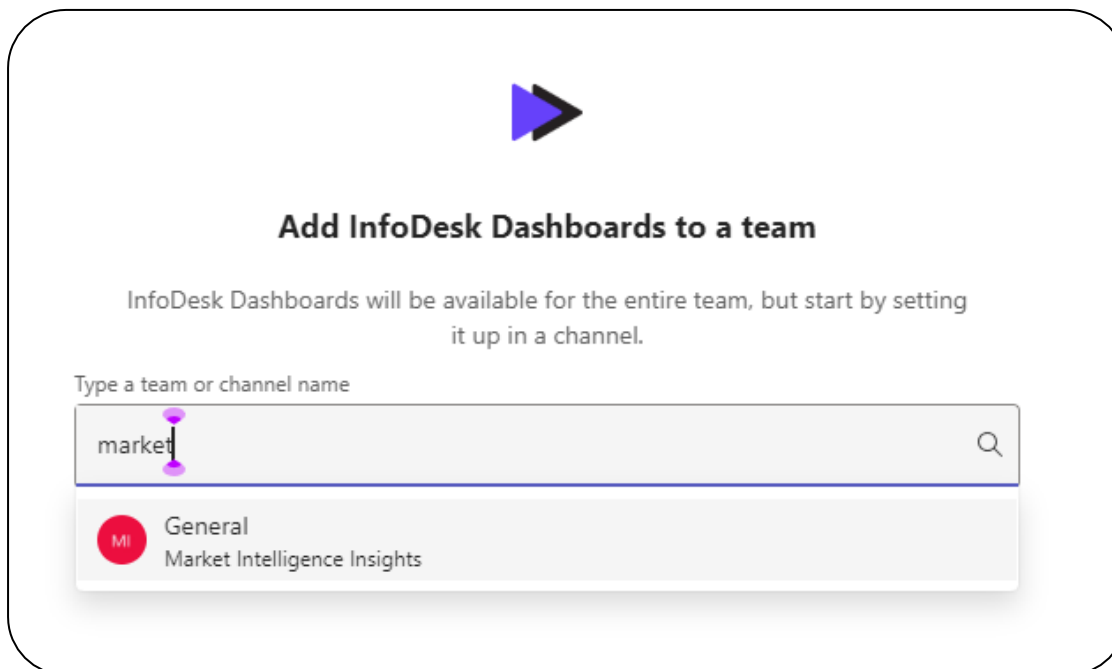 Add InfoDesk Dashboards to a team
InfoDesk Dashboards will be available for the entire team, but start by setting
it up in a channel.
Type a team or channel name
market
MI
General
Market Intelligence Insights